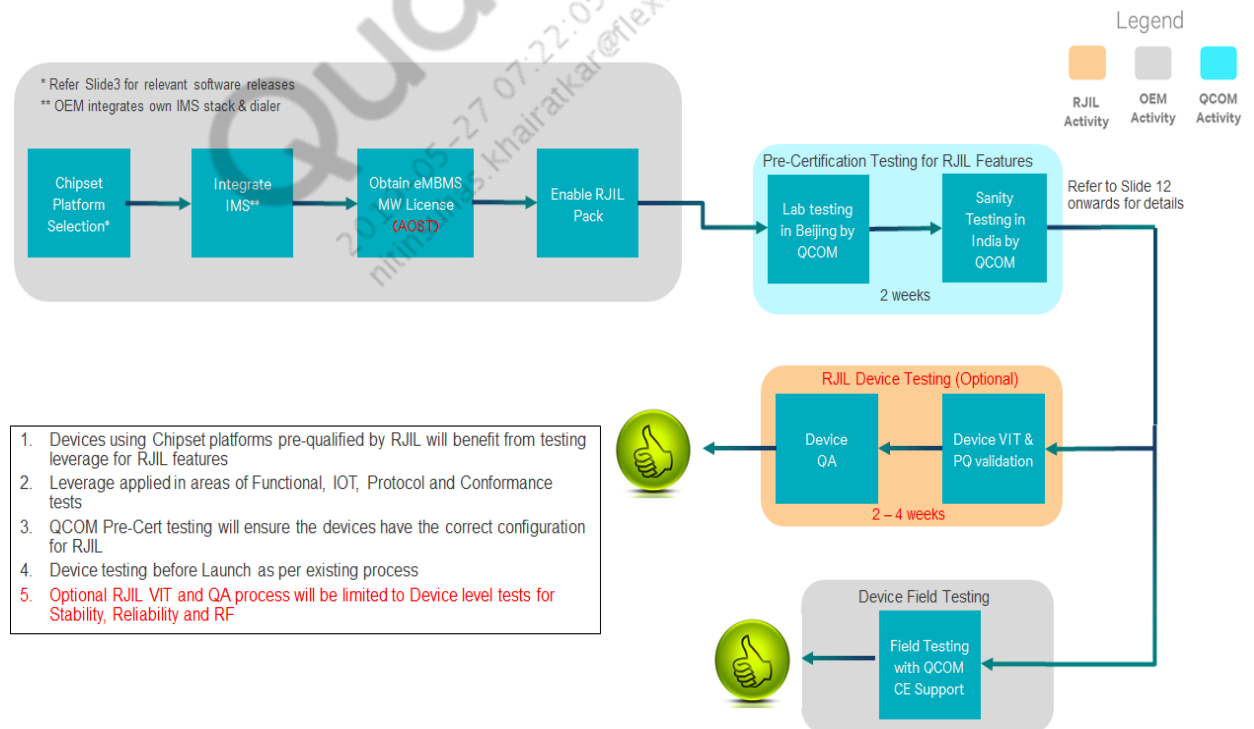 Legend
RJIL
Activity
OEM
Activity
QCOM
Activity
* Refer Slide3 for relevant software releases
** OEM integrates own IMS stack & dialer
Chipset
Platform
Selection*
Integrate
IMS**
Obtain eMBMS
MW License
(AOST)
Enable RJIL
Pack
Pre-Certification Testing for RJIL Features
Lab testing
in Beijing by
QCOM
Sanity
Testing in
India by
QCOM
2 weeks
Refer to Slide 12
onwards for details
RJIL Device Testing (Optional)
Device
QA
Device VIT &
PQ validation
2 – 4 weeks
1. Devices using Chipset platforms pre-qualified by RJIL will benefit from testing
leverage for RJIL features
2. Leverage applied in areas of Functional, IOT, Protocol and Conformance
tests
3. QCOM Pre-Cert testing will ensure the devices have the correct configuration
for RJIL
4. Device testing before Launch as per existing process
5. Optional RJIL VIT and QA process will be limited to Device level tests for
Stability, Reliability and RF
Device Field Testing
Field Testing
with QCOM
CE Support